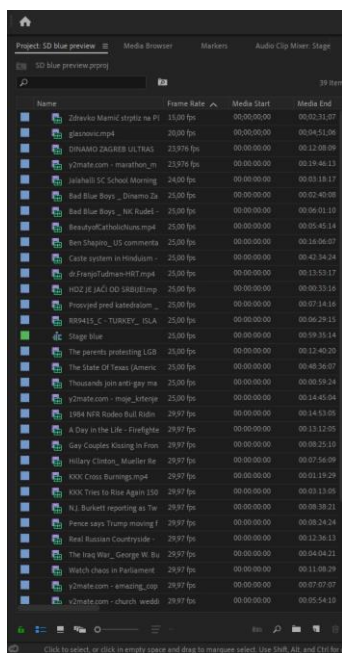 Project: SD blue preview ≡ Media Browser Markers Audio Clip Mixer: Stage
SD blue preview.prproj
39 Item
Name Frame Rate Media Start Media End
Zdravko Mamić striptiz na Pl 15,00 fps 00;00;00;00 00;02;31;07
glasnovic.mp4 20,00 fps 00;00;00;00 00;04;51;06
DINAMO ZAGREB ULTRAS 23,976 fps 00:00:00:00 00:12:08:09
y2mate.com - marathon_m 23,976 fps 00:00:00:00 00:19:46:13
Jalahalli SC School Morning 24,00 fps 00:00:00:00 00:03:18:17
Bad Blue Boys _ Dinamo Za 25,00 fps 00:00:00:00 00:02:40:08
Bad Blue Boys _ NK Rudeš - 25,00 fps 00:00:00:00 00:06:01:10
BeautyofCatholicNuns.mp4 25,00 fps 00:00:00:00 00:05:45:14
Ben Shapiro_ US commenta 25,00 fps 00:00:00:00 00:16:06:07
Caste system in Hinduism - 25,00 fps 00:00:00:00 00:42:34:24
dr.FranjoTudman-HRT.mp4 25,00 fps 00:00:00:00 00:13:53:17
HDZ JE JAČI OD SRBIJE!.mp 25,00 fps 00:00:00:00 00:00:33:16
Prosvjed pred katedralom _ 25,00 fps 00:00:00:00 00:07:14:16
RR9415_C - TURKEY_ ISLA 25,00 fps 00:00:00:00 00:06:29:15
Stage blue 25,00 fps 00:00:00:00 00:59:35:14
The parents protesting LGB 25,00 fps 00:00:00:00 00:12:40:20
The State Of Texas (Americ 25,00 fps 00:00:00:00 00:48:36:07
Thousands join anti-gay ma 25,00 fps 00:00:00:00 00:00:59:24
y2mate.com - moje_krtenje 25,00 fps 00:00:00:00 00:14:45:04
1984 NFR Rodeo Bull Ridin 29,97 fps 00:00:00:00 00:14:53:05
A Day in the Life - Firefighte 29,97 fps 00:00:00:00 00:13:12:05
Gay Couples Kissing In Fron 29,97 fps 00:00:00:00 00:08:25:10
Hillary Clinton_ Mueller Re 29,97 fps 00:00:00:00 00:07:56:09
KKK Cross Burnings.mp4 29,97 fps 00:00:00:00 00:01:19:29
KKK Tries to Rise Again 150 29,97 fps 00:00:00:00 00:03:13:05
N.J. Burkett reporting as Tw 29,97 fps 00:00:00:00 00:08:38:21
Pence says Trump moving f 29,97 fps 00:00:00:00 00:08:24:24
Real Russian Countryside - 29,97 fps 00:00:00:00 00:12:36:13
The Iraq War_ George W. Bu 29,97 fps 00:00:00:00 00:04:04:21
Watch chaos in Parliament 29,97 fps 00:00:00:00 00:11:08:29
y2mate.com - amazing_cop 29,97 fps 00:00:00:00 00:07:07:07
y2mate.com - church_weddi 29,97 fps 00:00:00:00 00:05:54:10
Click to select, or click in empty space and drag to marquee select. Use Shift, Alt, and Ctrl for